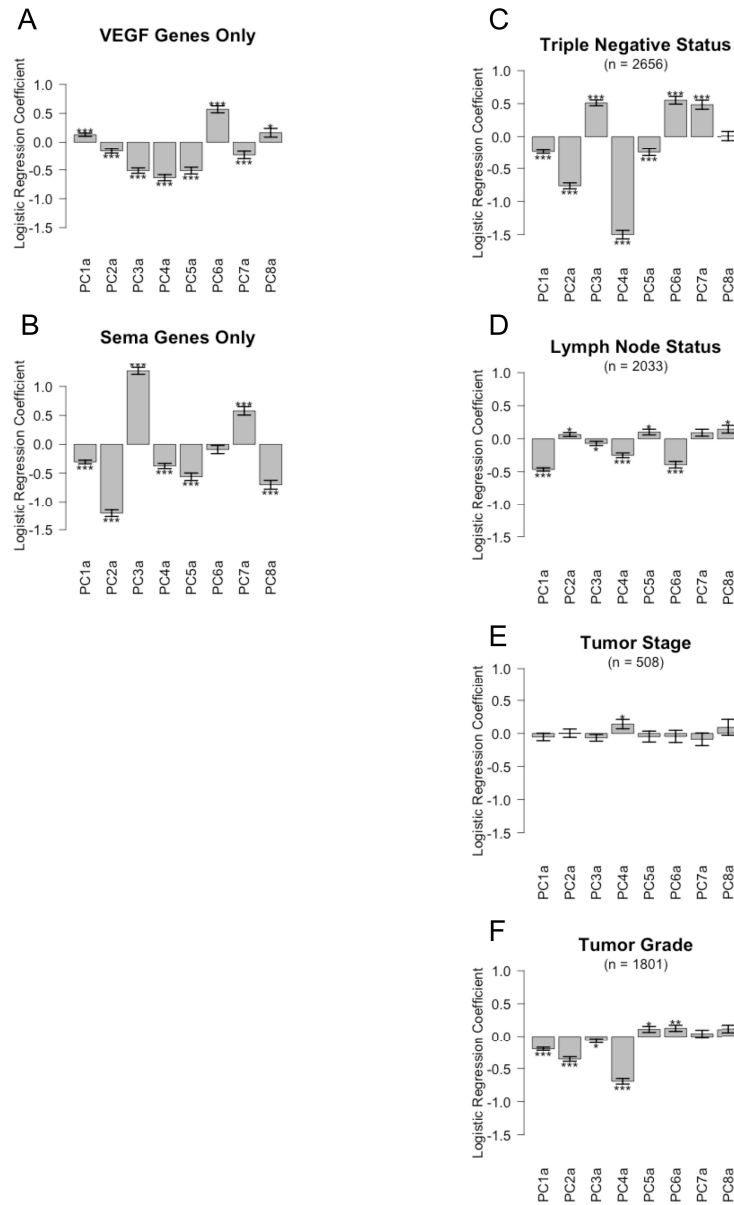 A
VEGF Genes Only
Logistic Regression Coefficient
1.0
0.5
0.0
-0.5
-1.0
-1.5
***
***
***
***
***
***
***
*
PC1a
PC2a
PC3a
PC4a
PC5a
PC6a
PC7a
PC8a
B
Sema Genes Only
Logistic Regression Coefficient
1.0
0.5
0.0
-0.5
-1.0
-1.5
***
***
***
***
***
***
***
PC1a
PC2a
PC3a
PC4a
PC5a
PC6a
PC7a
PC8a
C
Triple Negative Status
(n = 2656)
Logistic Regression Coefficient
1.0
0.5
0.0
-0.5
-1.0
-1.5
***
***
***
***
***
***
***
PC1a
PC2a
PC3a
PC4a
PC5a
PC6a
PC7a
PC8a
D
Lymph Node Status
(n = 2033)
Logistic Regression Coefficient
1.0
0.5
0.0
-0.5
-1.0
-1.5
***
*
*
***
*
***
*
PC1a
PC2a
PC3a
PC4a
PC5a
PC6a
PC7a
PC8a
E
Tumor Stage
(n = 508)
Logistic Regression Coefficient
1.0
0.5
0.0
-0.5
-1.0
-1.5
*
PC1a
PC2a
PC3a
PC4a
PC5a
PC6a
PC7a
PC8a
F
Tumor Grade
(n = 1801)
Logistic Regression Coefficient
1.0
0.5
0.0
-0.5
-1.0
-1.5
***
***
*
***
*
**
PC1a
PC2a
PC3a
PC4a
PC5a
PC6a
PC7a
PC8a